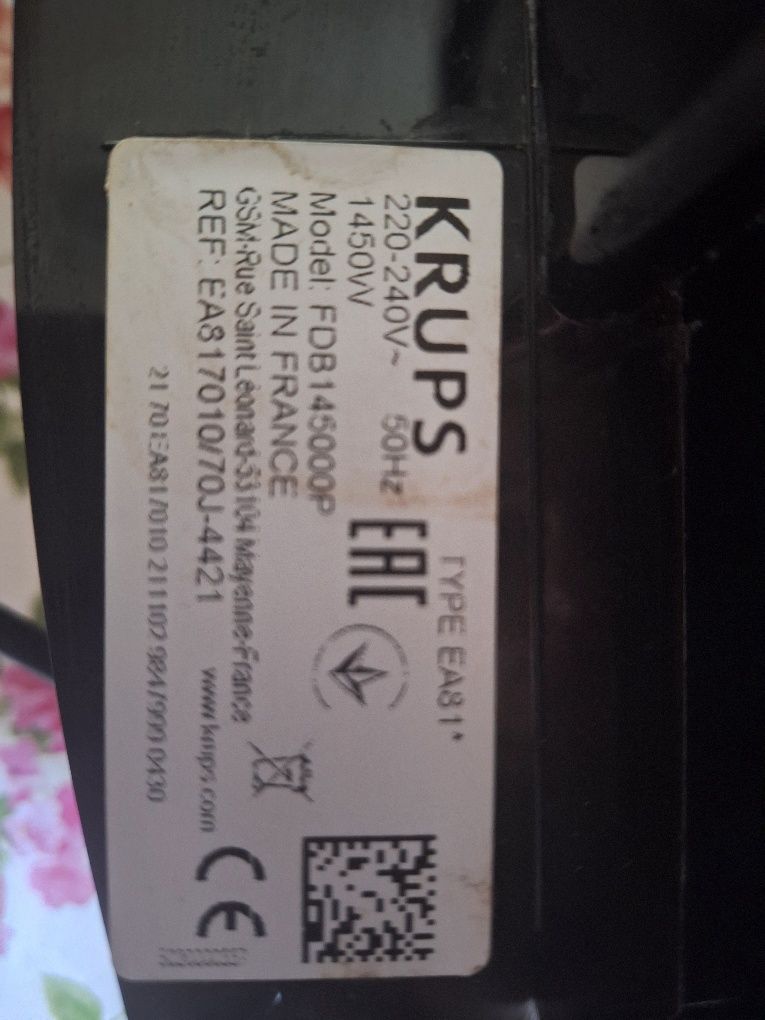 KRUPS
TYPE EA81*
220-240V~ 50Hz
1450W
EAC
Model: FDB145000P
MADE IN FRANCE
GSM-Rue Saint Léonard-53104 Mayenne-France
REF: EA817010/70J-4421 www.krups.com
CE